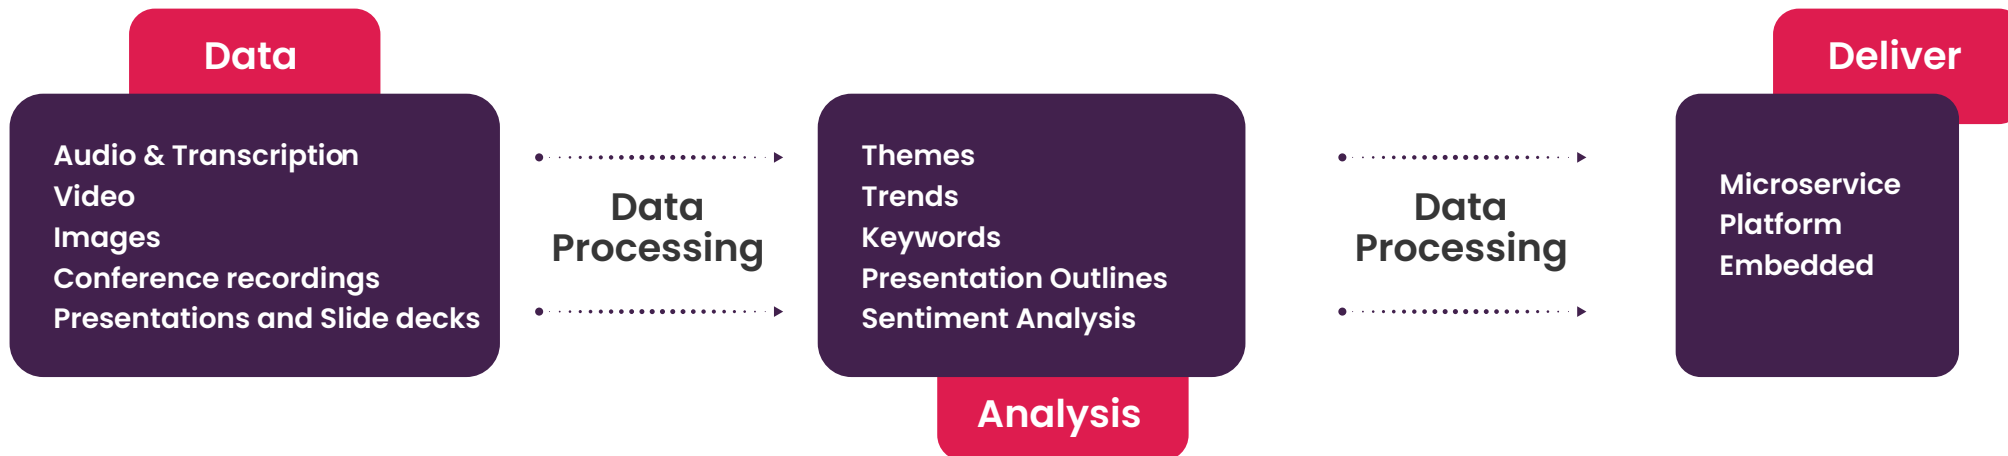 Data
Audio & Transcription
Video
Images
Conference recordings
Presentations and Slide decks
Data
Processing
Themes
Trends
Keywords
Presentation Outlines
Sentiment Analysis
Analysis
Data
Processing
Deliver
Microservice
Platform
Embedded